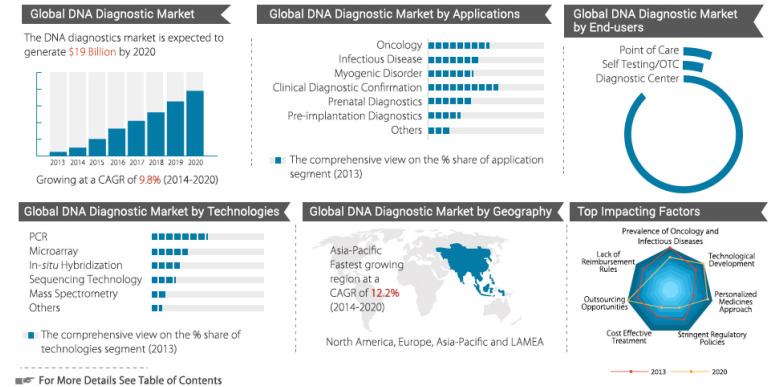 Global DNA Diagnostic Market
The DNA diagnostics market is expected to
generate $19 Billion by 2020
2013 2014 2015 2016 2017 2018 2019 2020
Growing at a CAGR of 9.8% (2014-2020)
Global DNA Diagnostic Market by Applications
Oncology
Infectious Disease
Myogenic Disorder
Clinical Diagnostic Confirmation
Prenatal Diagnostics
Pre-implantation Diagnostics
Others
The comprehensive view on the % share of application
segment (2013)
Global DNA Diagnostic Market
by End-users
Point of Care
Self Testing/OTC
Diagnostic Center
Global DNA Diagnostic Market by Technologies
PCR
Microarray
In-situ Hybridization
Sequencing Technology
Mass Spectrometry
Others
The comprehensive view on the % share of
technologies segment (2013)
Global DNA Diagnostic Market by Geography
Asia-Pacific
Fastest growing
region at a
CAGR of 12.2%
(2014-2020)
North America, Europe, Asia-Pacific and LAMEA
Top Impacting Factors
Prevalence of Oncology and
Infectious Diseases
Technological
Development
Personalized
Medicines
Approach
Stringent Regulatory
Policies
Cost Effective
Treatment
Outsourcing
Opportunities
Lack of
Reimbursement
Rules
2013
2020
For More Details See Table of Contents